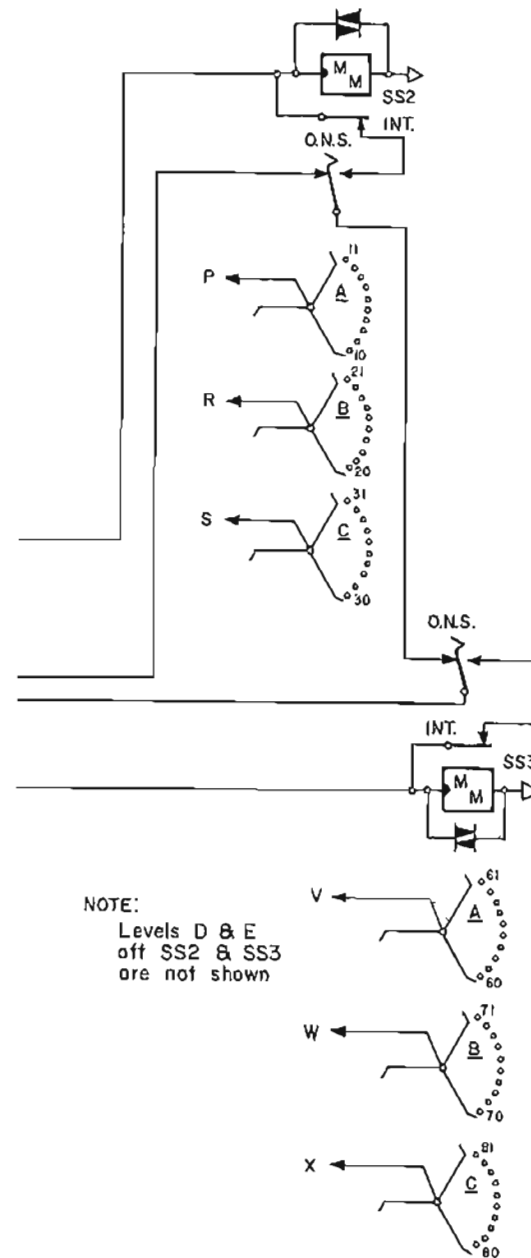 M
M
SS2
INT.
O.N.S.
11
P
A
10
21
R
B
20
31
S
C
30
O.N.S.
INT.
SS3
M
M
61
V
A
60
NOTE:
Levels D & E
off SS2 & SS3
are not shown
71
W
B
70
81
X
C
80